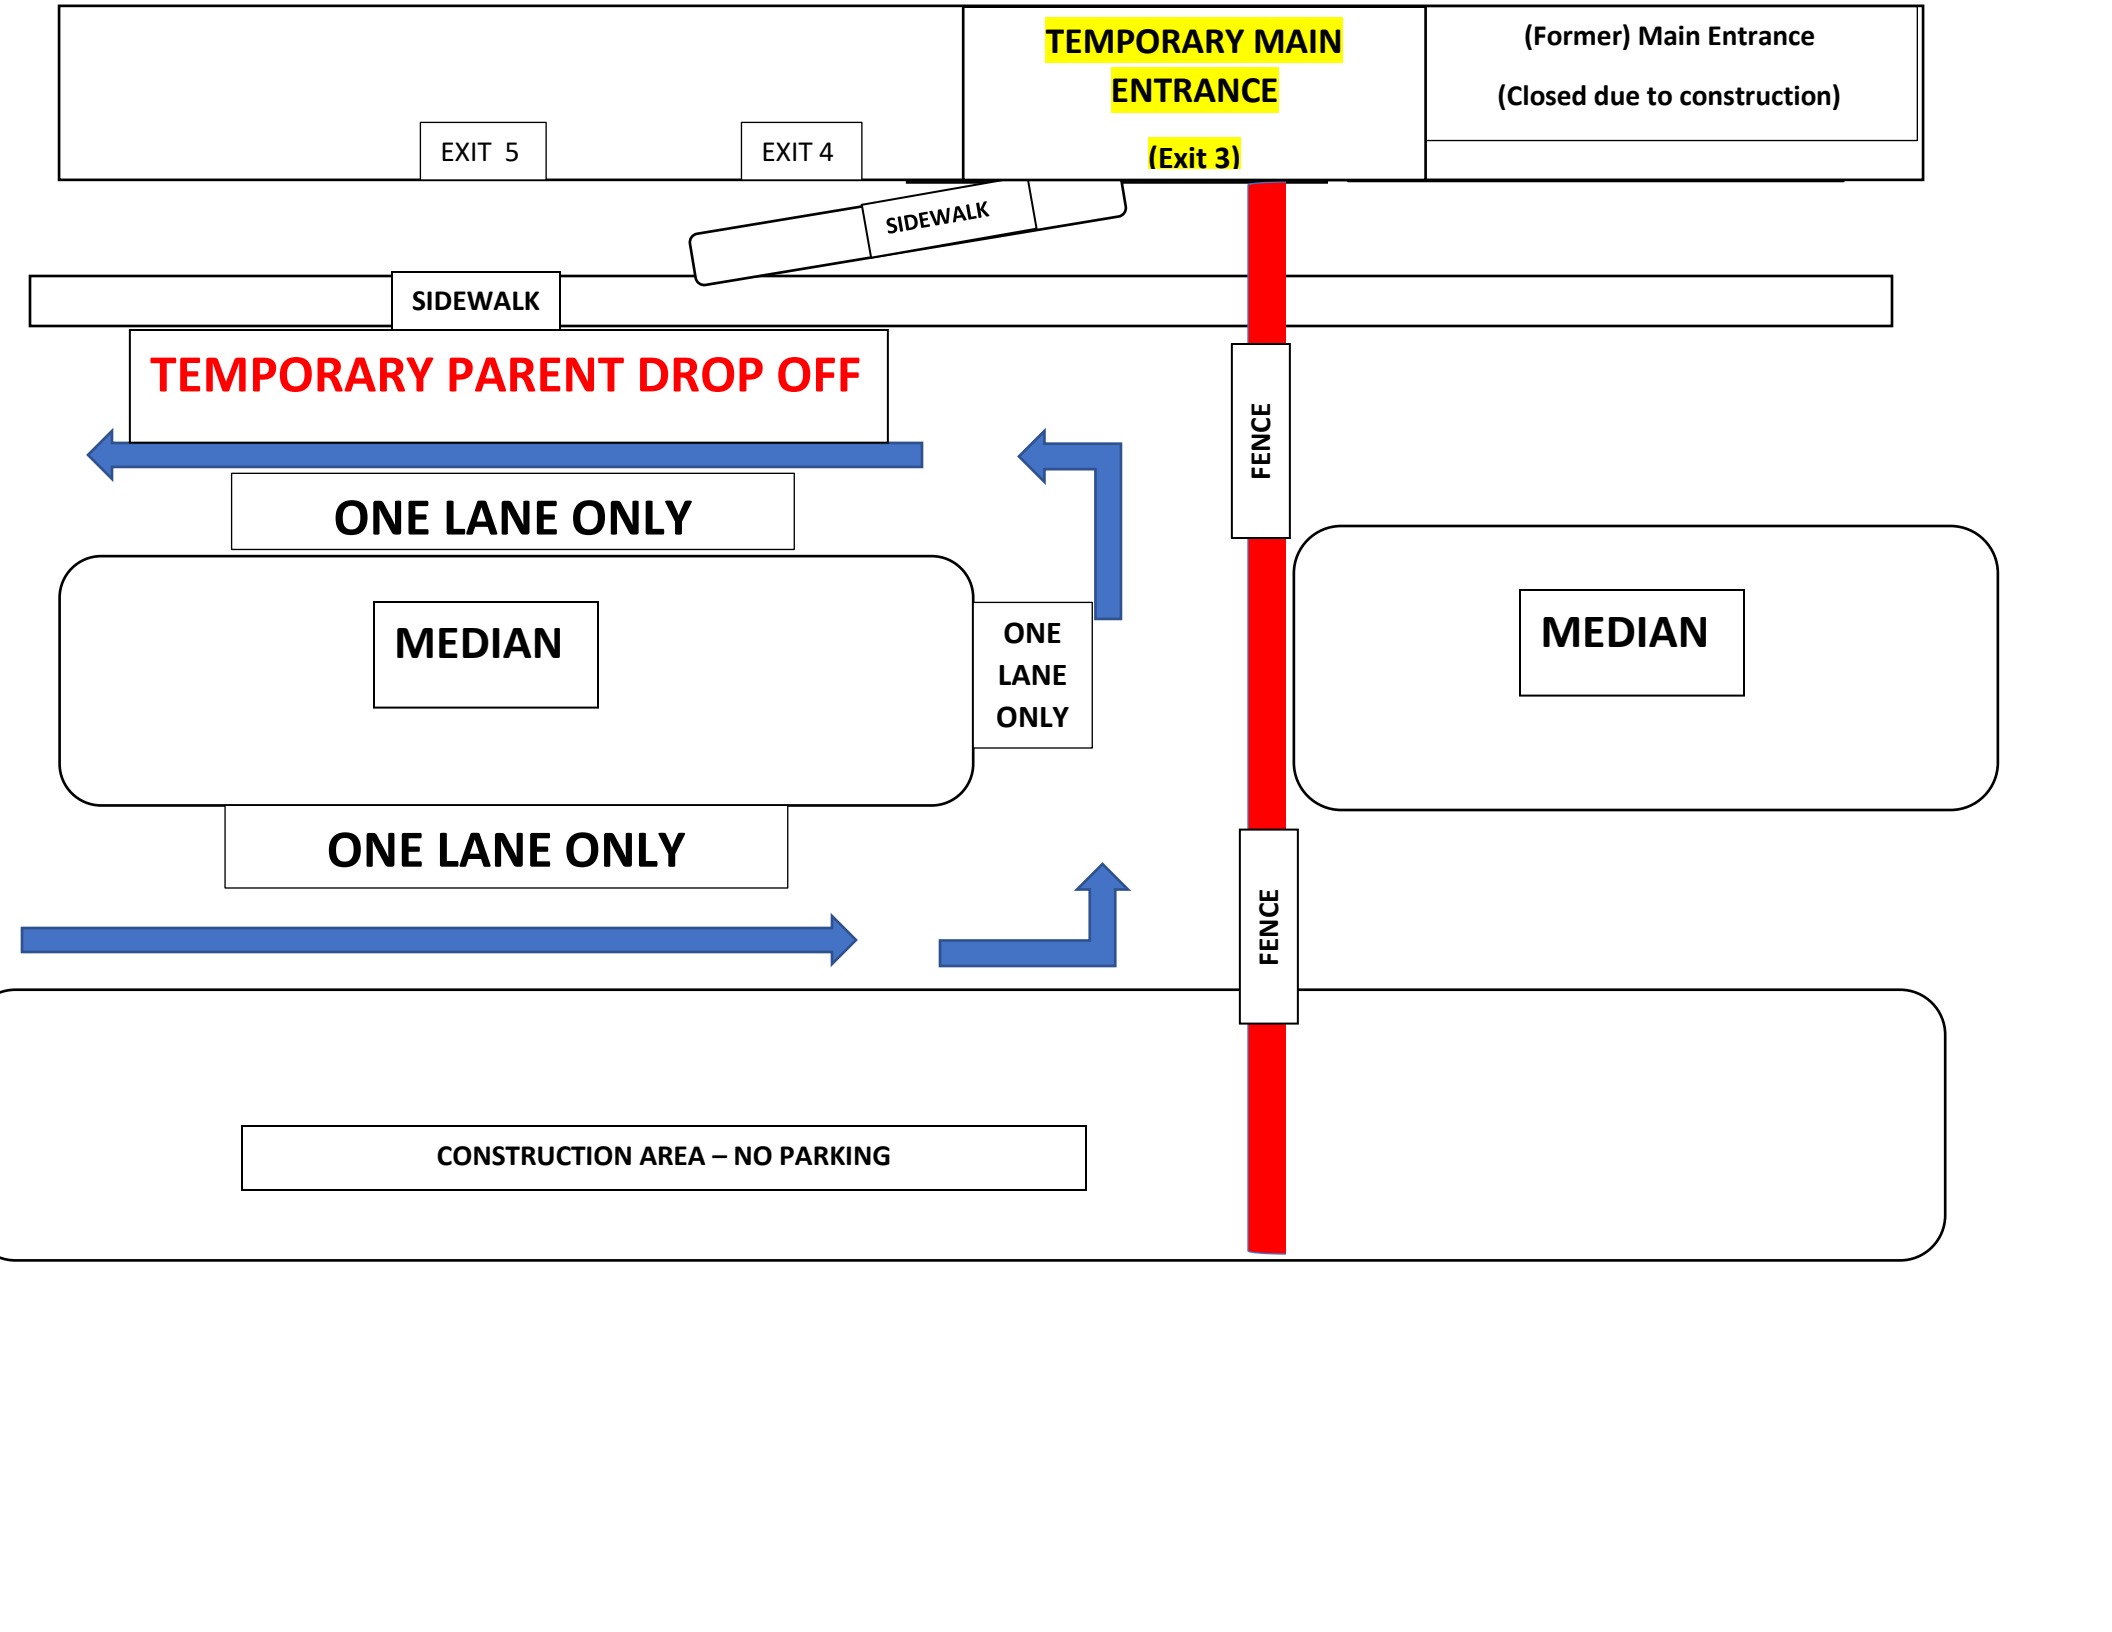 TEMPORARY MAIN
ENTRANCE
(Exit 3)
(Former) Main Entrance
(Closed due to construction)
EXIT  5
EXIT 4
SIDEWALK
SIDEWALK
TEMPORARY PARENT DROP OFF
FENCE
ONE LANE ONLY
MEDIAN
ONE
LANE
ONLY
MEDIAN
ONE LANE ONLY
FENCE
CONSTRUCTION AREA – NO PARKING